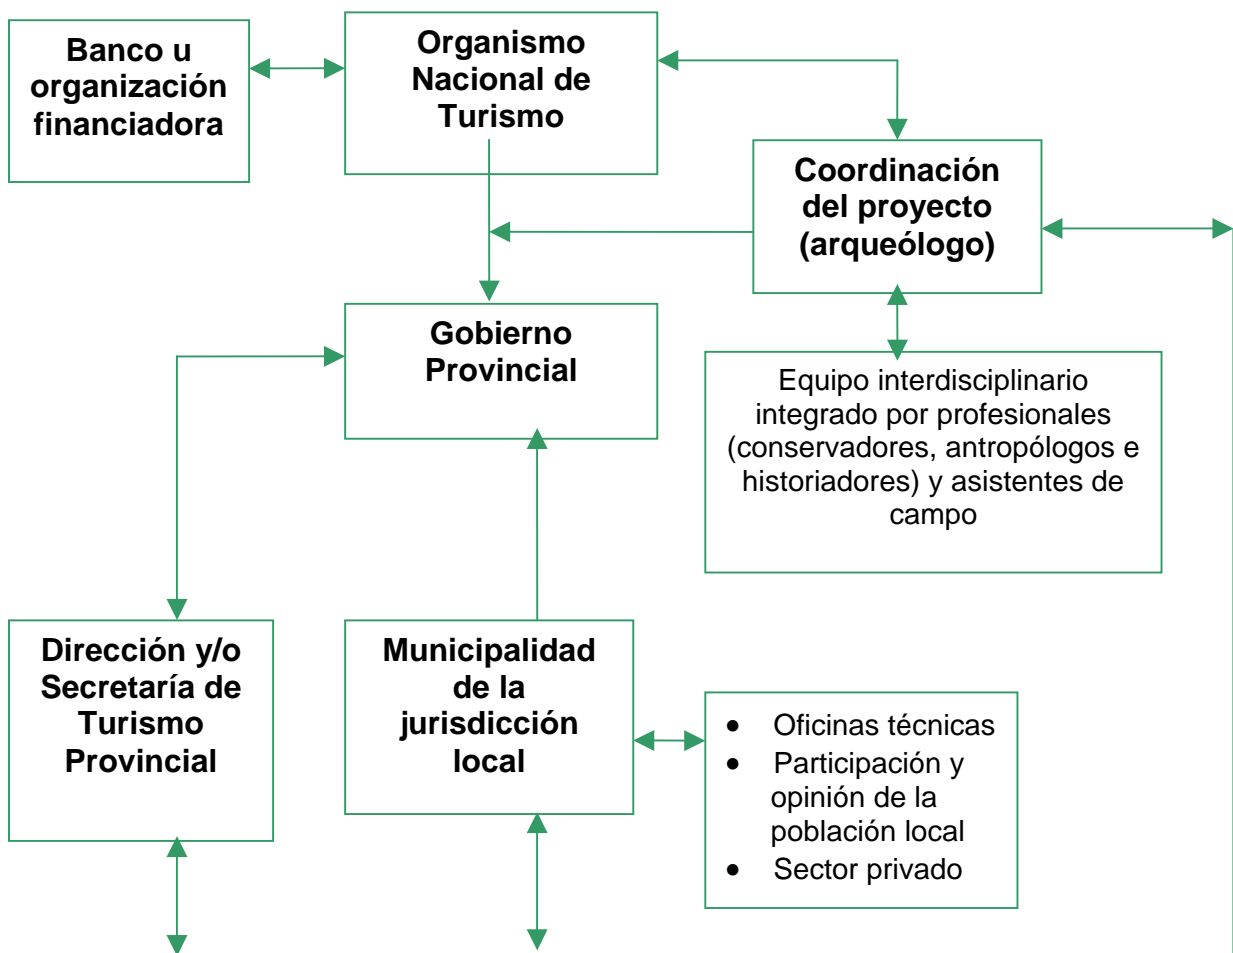 Banco u
organización
financiadora
Organismo
Nacional de
Turismo
Coordinación
del proyecto
(arqueólogo)
Gobierno
Provincial
Equipo interdisciplinario
integrado por profesionales
(conservadores, antropólogos e
historiadores) y asistentes de
campo
Dirección y/o
Secretaría de
Turismo
Provincial
Municipalidad
de la
jurisdicción
local
• Oficinas técnicas
• Participación y
opinión de la
población local
• Sector privado